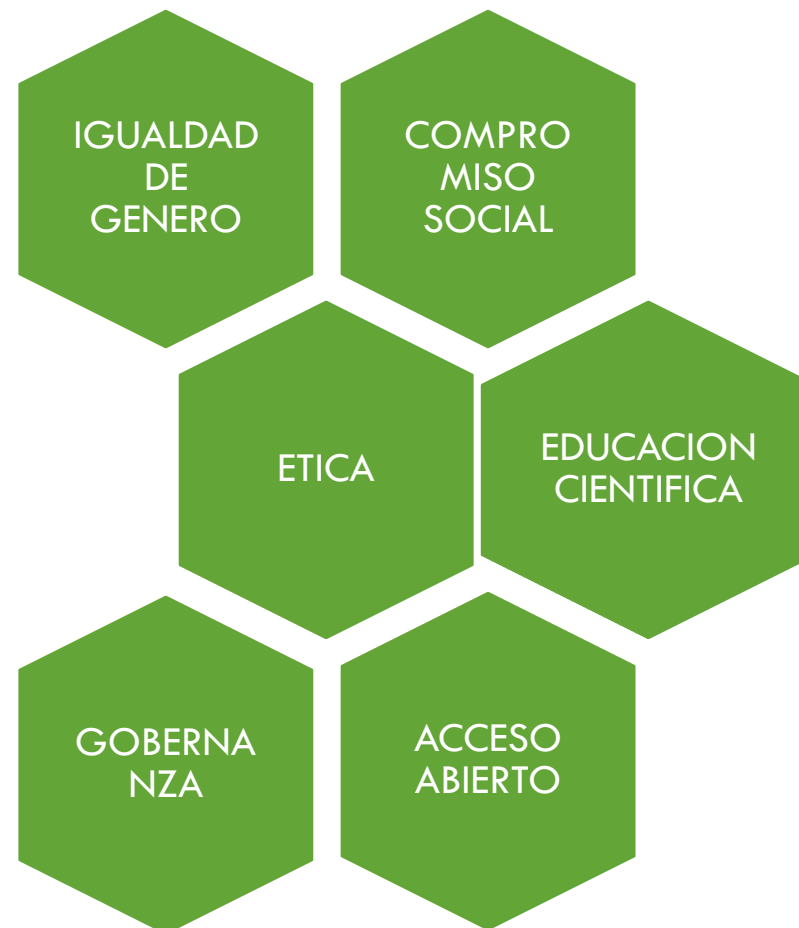 IGUALDAD
DE
GENERO
COMPRO
MISO
SOCIAL
ETICA
EDUCACION
CIENTIFICA
GOBERNA
NZA
ACCESO
ABIERTO